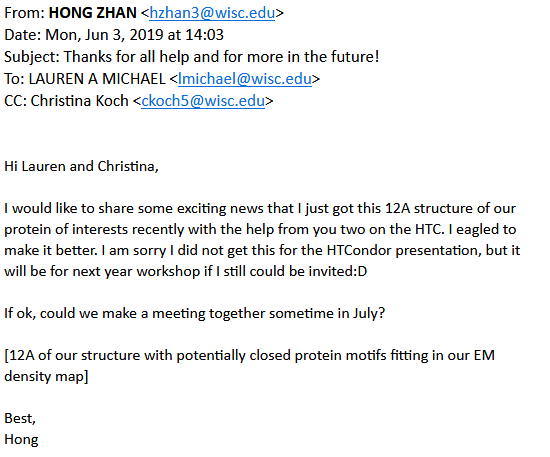 From: HONG ZHAN <hzhan3@wisc.edu>
Date: Mon, Jun 3, 2019 at 14:03
Subject: Thanks for all help and for more in the future!
To: LAUREN A MICHAEL <lmichael@wisc.edu>
CC: Christina Koch <ckoch5@wisc.edu>
Hi Lauren and Christina,
I would like to share some exciting news that I just got this 12A structure of our
protein of interests recently with the help from you two on the HTC. I eagled to
make it better. I am sorry I did not get this for the HTCondor presentation, but it
will be for next year workshop if I still could be invited:D
If ok, could we make a meeting together sometime in July?
[12A of our structure with potentially closed protein motifs fitting in our EM
density map]
Best,
Hong